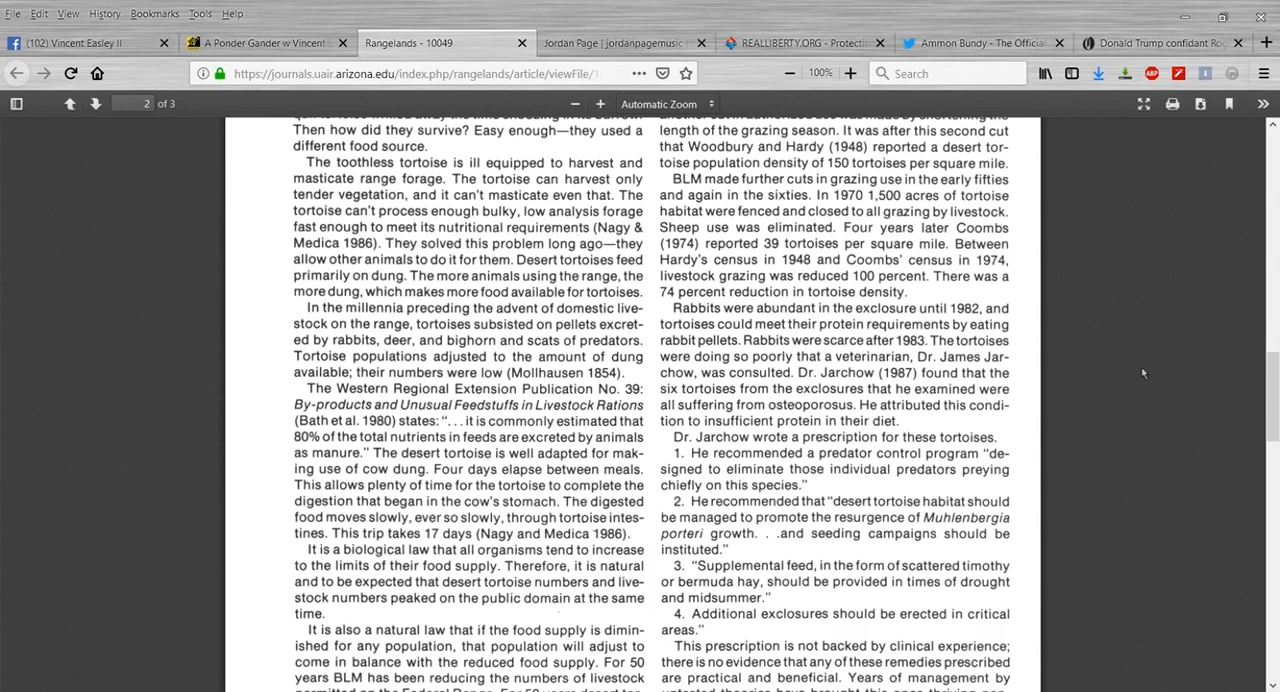 File Edit View History Bookmarks Tools Help
(102) Vincent Easley II
A Ponder Gander w Vincent
Rangelands - 10049
Jordan Page | jordanpagemusic
REALLIBERTY.ORG - Protectin
Ammon Bundy - The Official
Donald Trump confidant Rog
https://journals.uair.arizona.edu/index.php/rangelands/article/viewFile/1
100%
Search
ABP
2 of 3
Automatic Zoom
Then how did they survive? Easy enough—they used a
different food source.
The toothless tortoise is ill equipped to harvest and
masticate range forage. The tortoise can harvest only
tender vegetation, and it can't masticate even that. The
tortoise can't process enough bulky, low analysis forage
fast enough to meet its nutritional requirements (Nagy &
Medica 1986). They solved this problem long ago—they
allow other animals to do it for them. Desert tortoises feed
primarily on dung. The more animals using the range, the
more dung, which makes more food available for tortoises.
In the millennia preceding the advent of domestic live-
stock on the range, tortoises subsisted on pellets excret-
ed by rabbits, deer, and bighorn and scats of predators.
Tortoise populations adjusted to the amount of dung
available; their numbers were low (Mollhausen 1854).
The Western Regional Extension Publication No. 39:
By-products and Unusual Feedstuffs in Livestock Rations
(Bath et al. 1980) states: “. . . it is commonly estimated that
80% of the total nutrients in feeds are excreted by animals
as manure.” The desert tortoise is well adapted for mak-
ing use of cow dung. Four days elapse between meals.
This allows plenty of time for the tortoise to complete the
digestion that began in the cow's stomach. The digested
food moves slowly, ever so slowly, through tortoise intes-
tines. This trip takes 17 days (Nagy and Medica 1986).
It is a biological law that all organisms tend to increase
to the limits of their food supply. Therefore, it is natural
and to be expected that desert tortoise numbers and live-
stock numbers peaked on the public domain at the same
time.
It is also a natural law that if the food supply is dimin-
ished for any population, that population will adjust to
come in balance with the reduced food supply. For 50
years BLM has been reducing the numbers of livestock
permitted on the Federal Range. For 50 years desert tor-
length of the grazing season. It was after this second cut
that Woodbury and Hardy (1948) reported a desert tor-
toise population density of 150 tortoises per square mile.
BLM made further cuts in grazing use in the early fifties
and again in the sixties. In 1970 1,500 acres of tortoise
habitat were fenced and closed to all grazing by livestock.
Sheep use was eliminated. Four years later Coombs
(1974) reported 39 tortoises per square mile. Between
Hardy's census in 1948 and Coombs' census in 1974,
livestock grazing was reduced 100 percent. There was a
74 percent reduction in tortoise density.
Rabbits were abundant in the exclosure until 1982, and
tortoises could meet their protein requirements by eating
rabbit pellets. Rabbits were scarce after 1983. The tortoises
were doing so poorly that a veterinarian, Dr. James Jar-
chow, was consulted. Dr. Jarchow (1987) found that the
six tortoises from the exclosures that he examined were
all suffering from osteoporosus. He attributed this condi-
tion to insufficient protein in their diet.
Dr. Jarchow wrote a prescription for these tortoises.
1. He recommended a predator control program “de-
signed to eliminate those individual predators preying
chiefly on this species.”
2. He recommended that “desert tortoise habitat should
be managed to promote the resurgence of Muhlenbergia
porteri growth. . .and seeding campaigns should be
instituted.”
3. “Supplemental feed, in the form of scattered timothy
or bermuda hay, should be provided in times of drought
and midsummer.”
4. Additional exclosures should be erected in critical
areas.”
This prescription is not backed by clinical experience;
there is no evidence that any of these remedies prescribed
are practical and beneficial. Years of management by